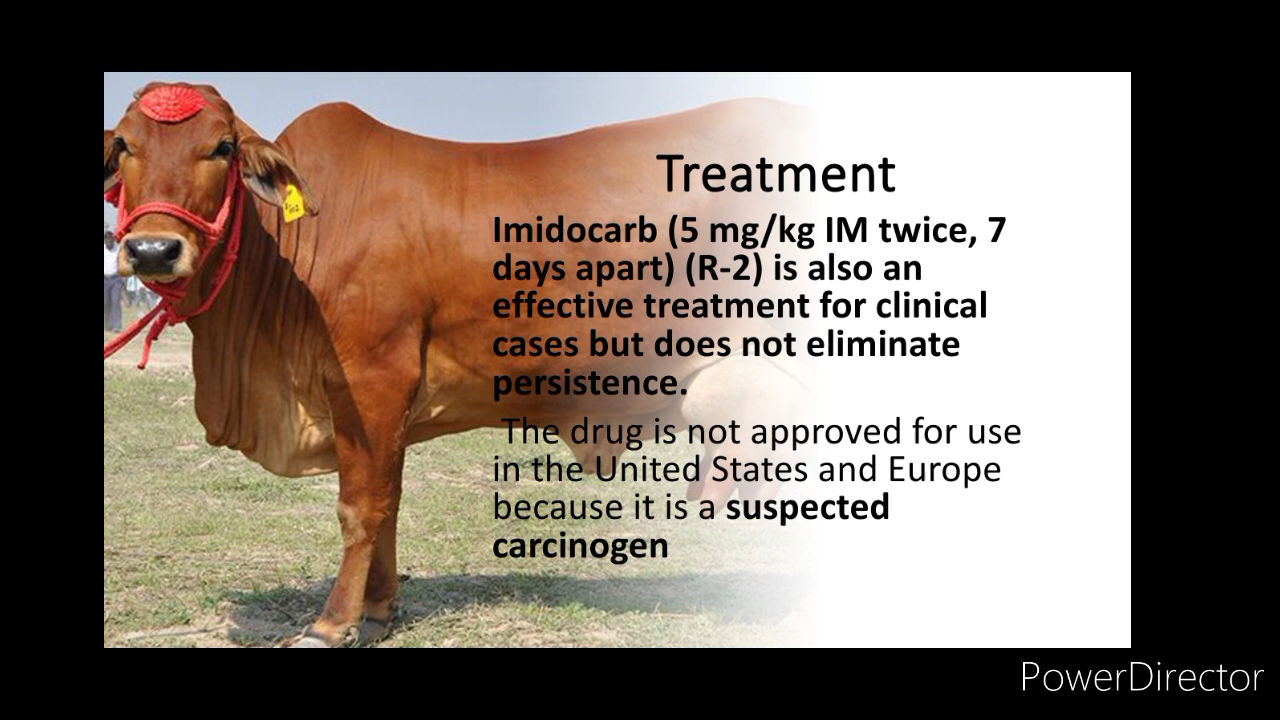 Treatment
Imidocarb (5 mg/kg IM twice, 7
days apart) (R-2) is also an
effective treatment for clinical
cases but does not eliminate
persistence.
The drug is not approved for use
in the United States and Europe
because it is a suspected
carcinogen
PowerDirector